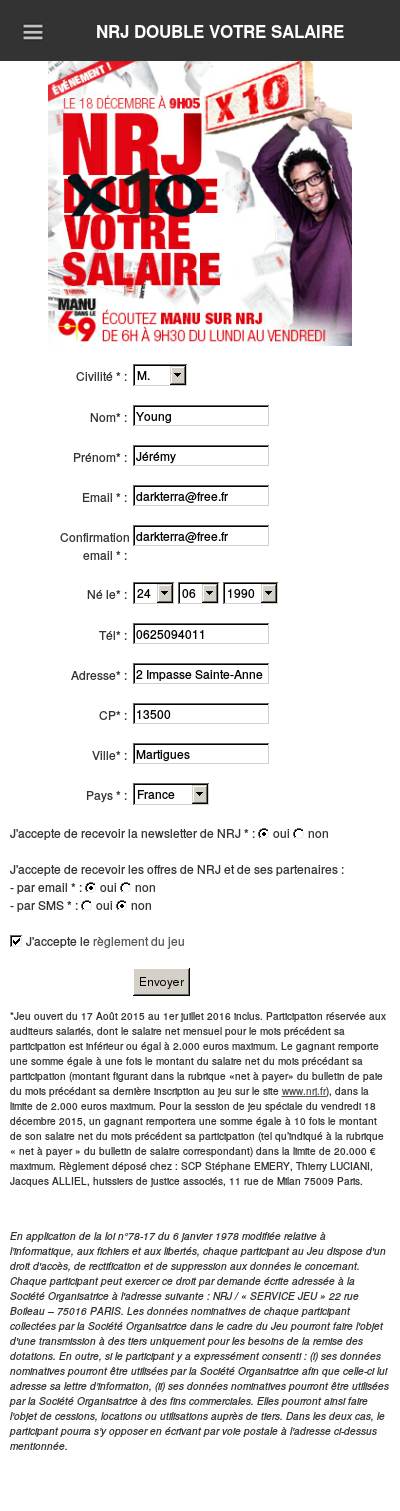 NRJ DOUBLE VOTRE SALAIRE
ÉVÉNEMENT !
LE 18 DÉCEMBRE À 9H05
X10
NRJ
DOUBLE
x10
VOTRE
SALAIRE
MANU
DANS LE
6 9
ÉCOUTEZ MANU SUR NRJ
DE 6H À 9H30 DU LUNDI AU VENDREDI
Civilité * : M.
Nom* : Young
Prénom* : Jérémy
Email * : darkterra@free.fr
Confirmation email * : darkterra@free.fr
Né le* : 24 06 1990
Tél* : 0625094011
Adresse* : 2 Impasse Sainte-Anne
CP* : 13500
Ville* : Martigues
Pays * : France
J'accepte de recevoir la newsletter de NRJ * : oui non
J'accepte de recevoir les offres de NRJ et de ses partenaires :
- par email * : oui non
- par SMS * : oui non
J'accepte le règlement du jeu
Envoyer
*Jeu ouvert du 17 Août 2015 au 1er juillet 2016 inclus. Participation réservée aux
auditeurs salariés, dont le salaire net mensuel pour le mois précédent sa
participation est inférieur ou égal à 2.000 euros maximum. Le gagnant remporte
une somme égale à une fois le montant du salaire net du mois précédant sa
participation (montant figurant dans la rubrique «net à payer» du bulletin de paie
du mois précédant sa dernière inscription au jeu sur le site www.nrj.fr), dans la
limite de 2.000 euros maximum. Pour la session de jeu spéciale du vendredi 18
décembre 2015, un gagnant remportera une somme égale à 10 fois le montant
de son salaire net du mois précédent sa participation (tel qu'indiqué à la rubrique
« net à payer » du bulletin de salaire correspondant) dans la limite de 20.000 €
maximum. Règlement déposé chez : SCP Stéphane EMERY, Thierry LUCIANI,
Jacques ALLIEL, huissiers de justice associés, 11 rue de Milan 75009 Paris.
En application de la loi n°78-17 du 6 janvier 1978 modifiée relative à
l'informatique, aux fichiers et aux libertés, chaque participant au Jeu dispose d'un
droit d'accès, de rectification et de suppression aux données le concernant.
Chaque participant peut exercer ce droit par demande écrite adressée à la
Société Organisatrice à l'adresse suivante : NRJ / « SERVICE JEU » 22 rue
Boileau – 75016 PARIS. Les données nominatives de chaque participant
collectées par la Société Organisatrice dans le cadre du Jeu pourront faire l'objet
d'une transmission à des tiers uniquement pour les besoins de la remise des
dotations. En outre, si le participant y a expressément consenti : (i) ses données
nominatives pourront être utilisées par la Société Organisatrice afin que celle-ci lui
adresse sa lettre d'information, (ii) ses données nominatives pourront être utilisées
par la Société Organisatrice à des fins commerciales. Elles pourront ainsi faire
l'objet de cessions, locations ou utilisations auprès de tiers. Dans les deux cas, le
participant pourra s'y opposer en écrivant par voie postale à l'adresse ci-dessus
mentionnée.